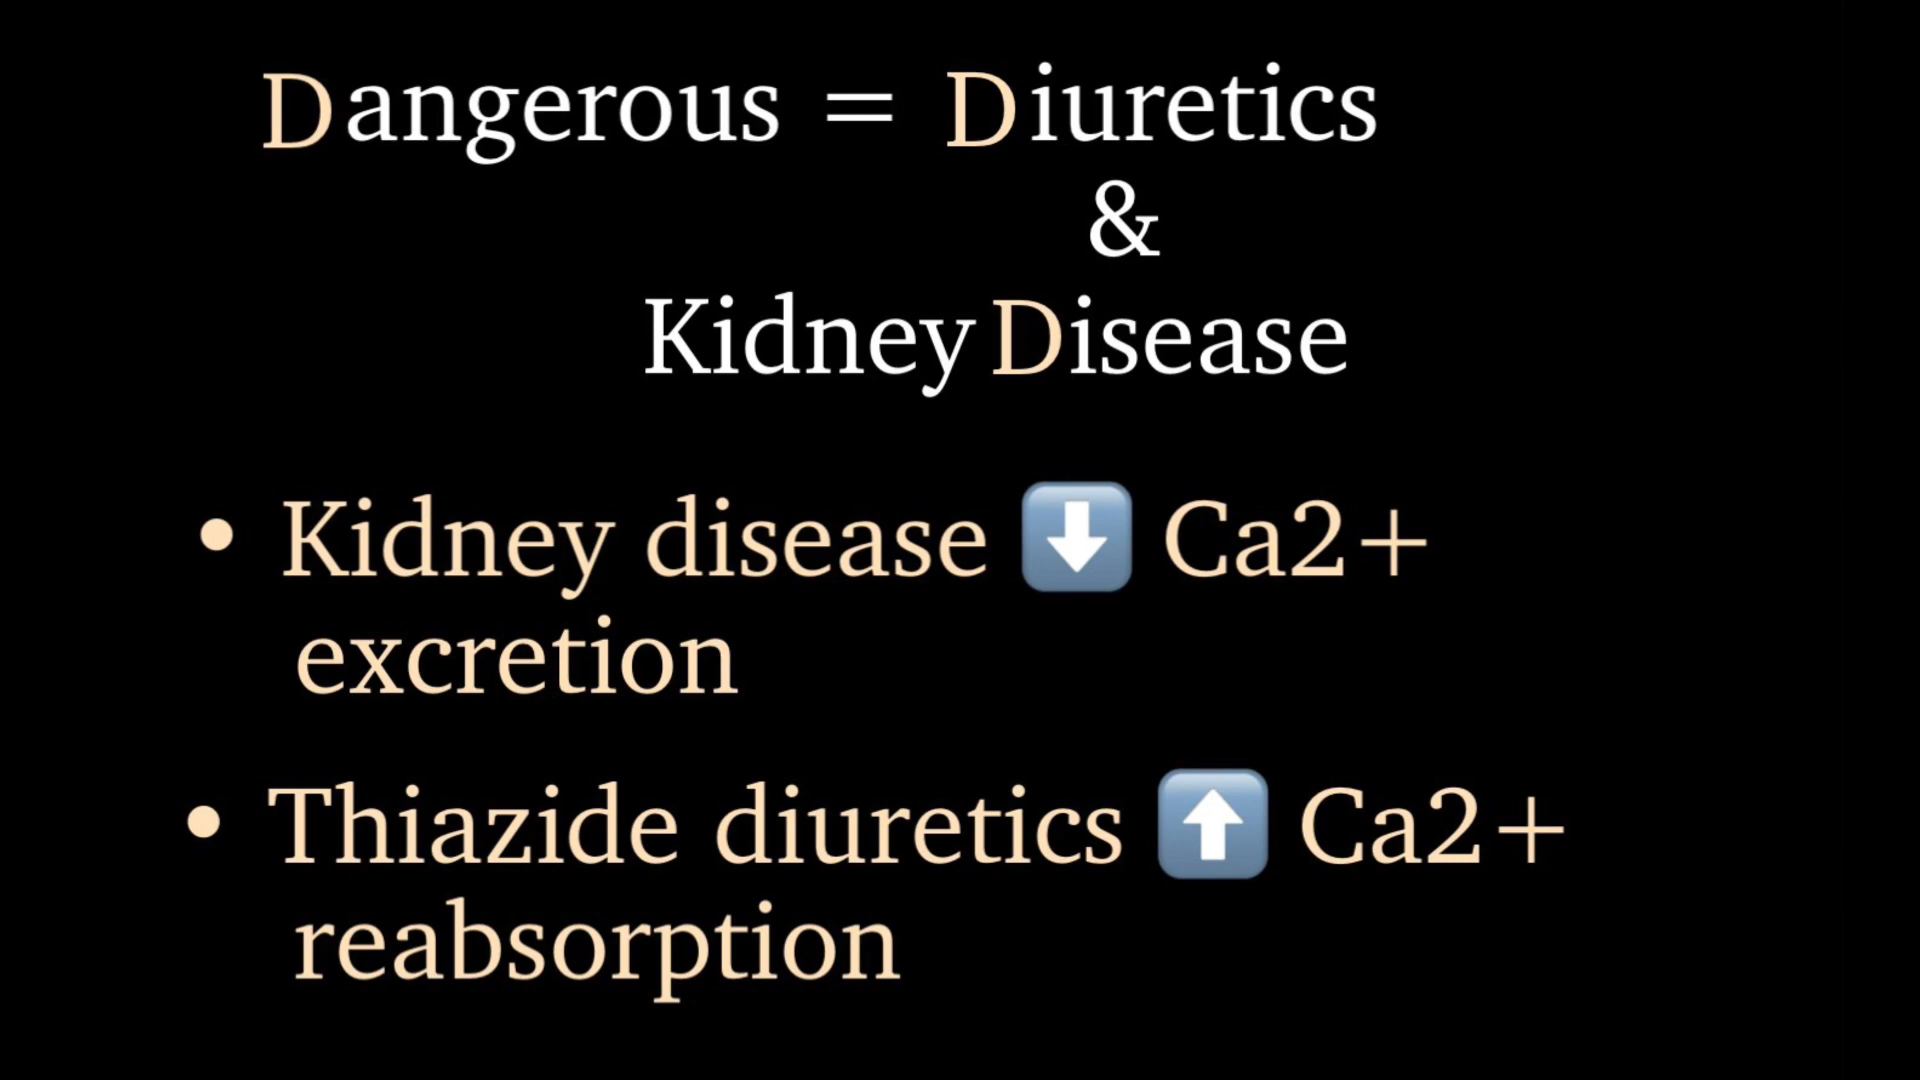 Dangerous = Diuretics
&
Kidney Disease
• Kidney disease ⬇️ Ca2+
excretion
• Thiazide diuretics ⬆️ Ca2+
reabsorption